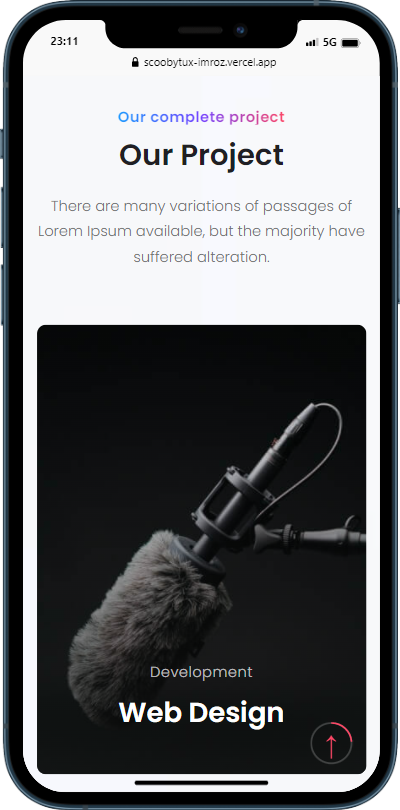 23:11
5G
scoobytux-imroz.vercel.app
Our complete project
Our Project
There are many variations of passages of
Lorem Ipsum available, but the majority have
suffered alteration.
Development
Web Design